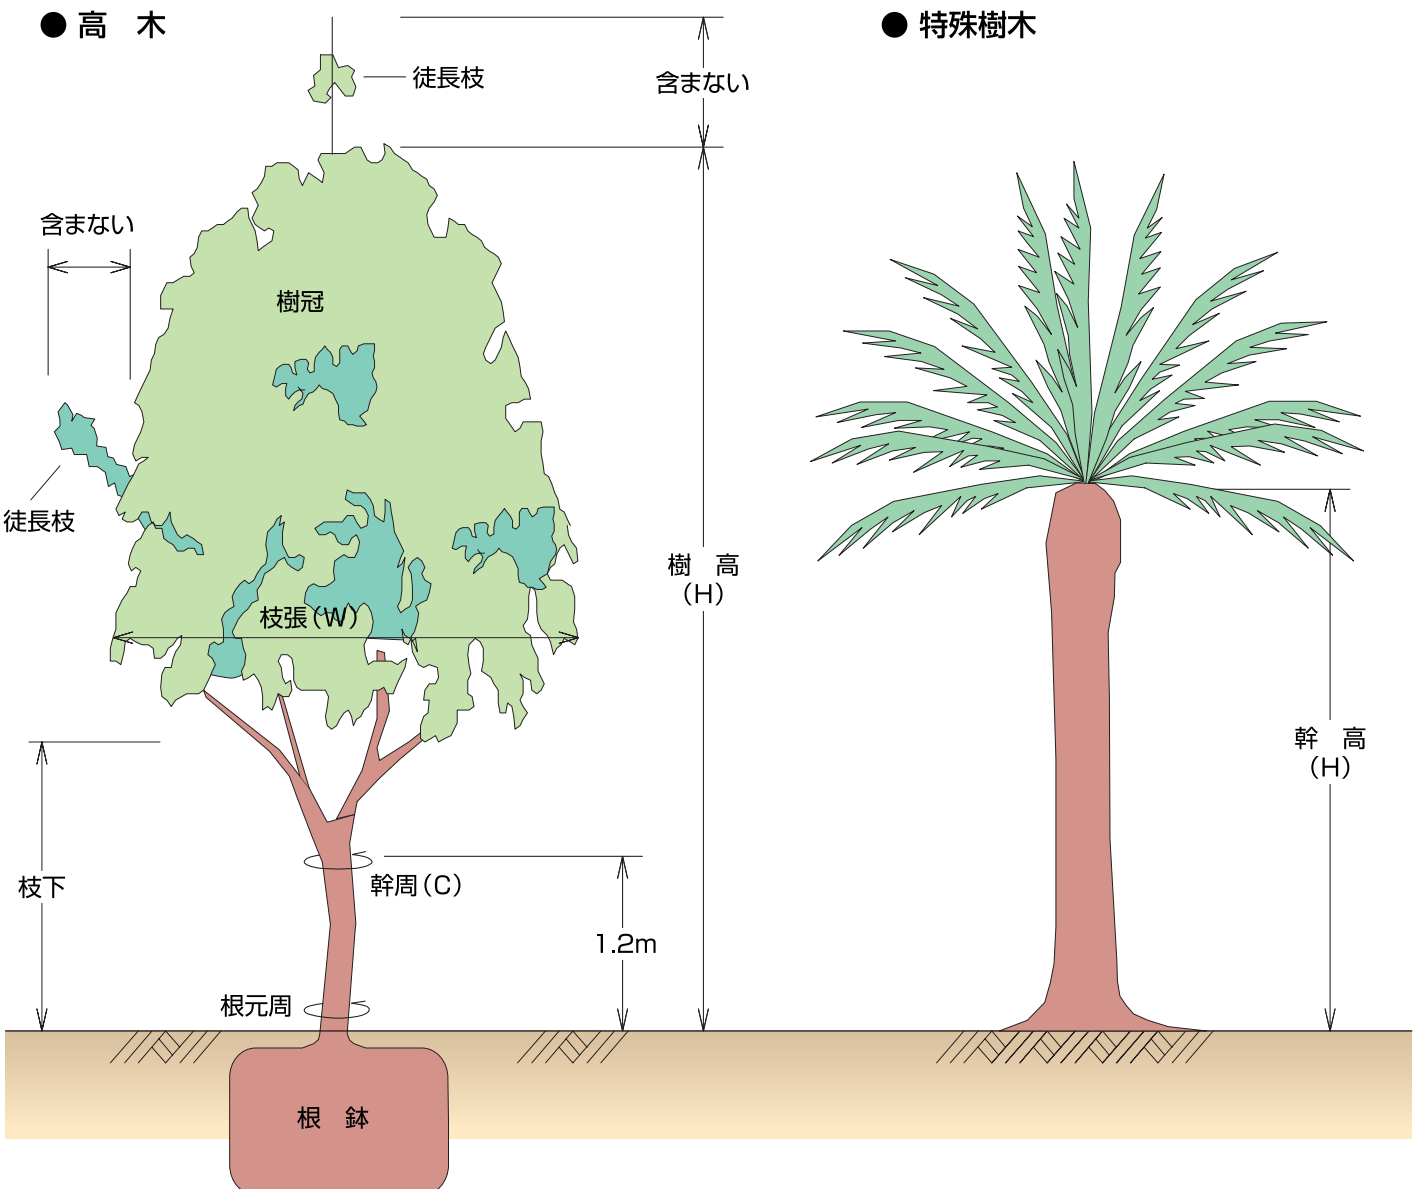 ● 高　木
● 特殊樹木
徒長枝
含まない
含まない
樹冠
徒長枝
樹　高
(H)
枝張(W)
幹　高
(H)
枝下
幹周(C)
1.2m
根元周
根　鉢